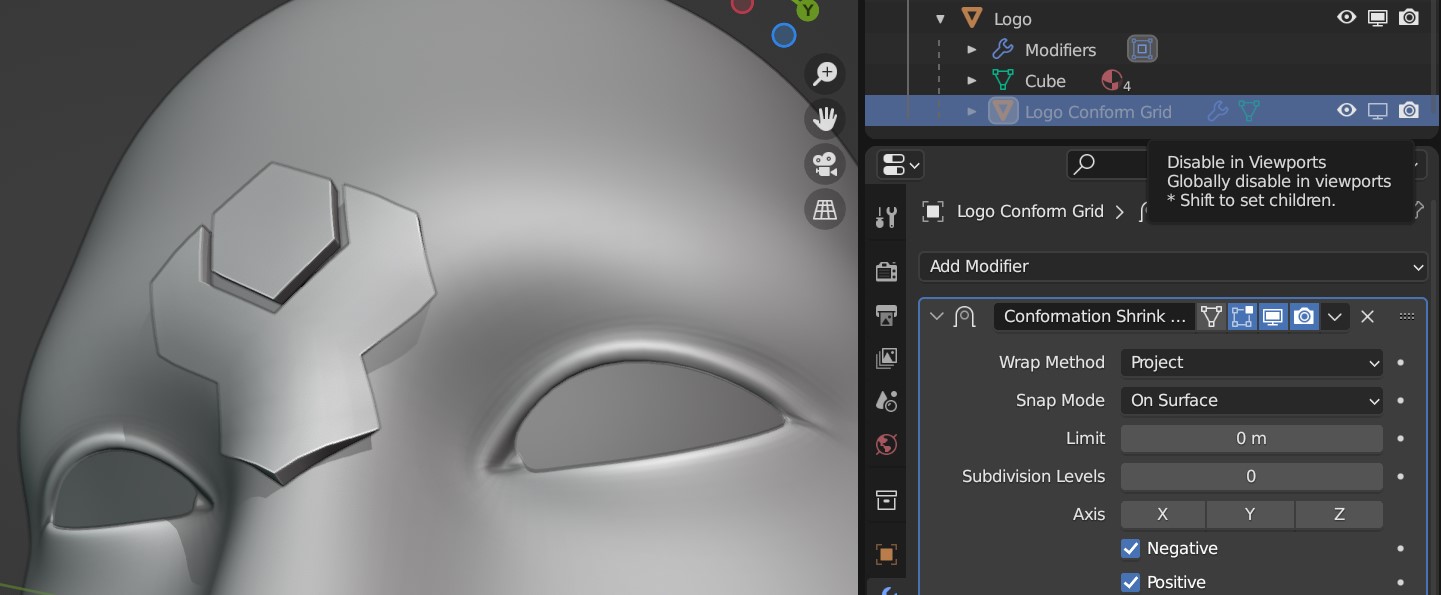 Y
Logo
Modifiers
Cube
4
Logo Conform Grid
Disable in Viewports
Globally disable in viewports
* Shift to set children.
Logo Conform Grid
Add Modifier
Conformation Shrink ...
Wrap Method Project
Snap Mode On Surface
Limit 0 m
Subdivision Levels 0
Axis X Y Z
Negative
Positive